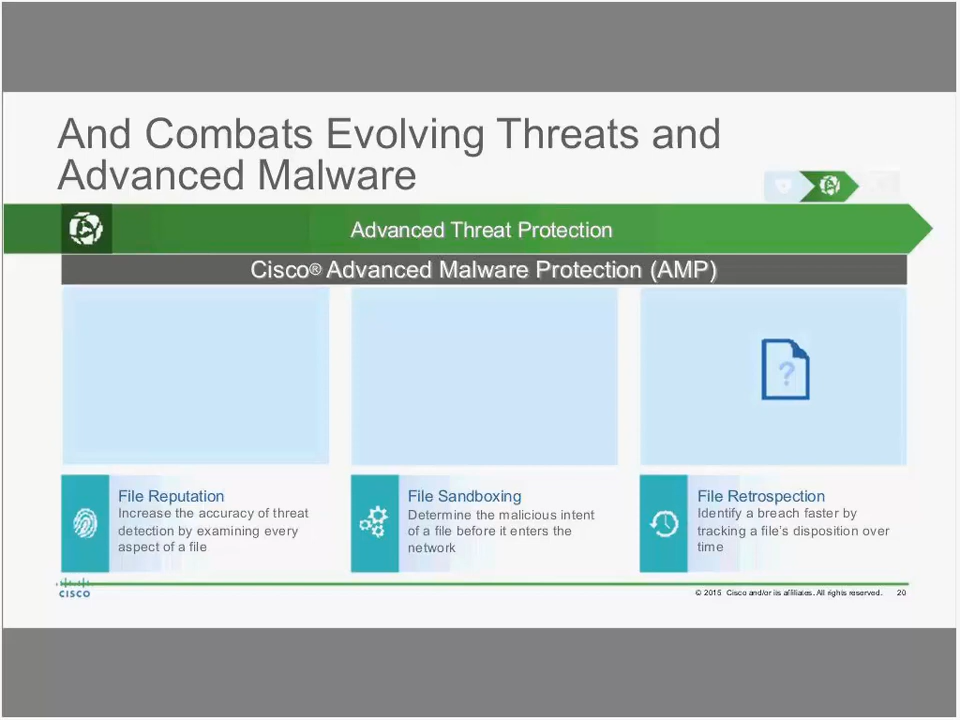 And Combats Evolving Threats and
Advanced Malware
Advanced Threat Protection
Cisco® Advanced Malware Protection (AMP)
?
File Reputation
Increase the accuracy of threat
detection by examining every
aspect of a file
File Sandboxing
Determine the malicious intent
of a file before it enters the
network
File Retrospection
Identify a breach faster by
tracking a file's disposition over
time
CISCO
© 2015 Cisco and/or its affiliates. All rights reserved. 20